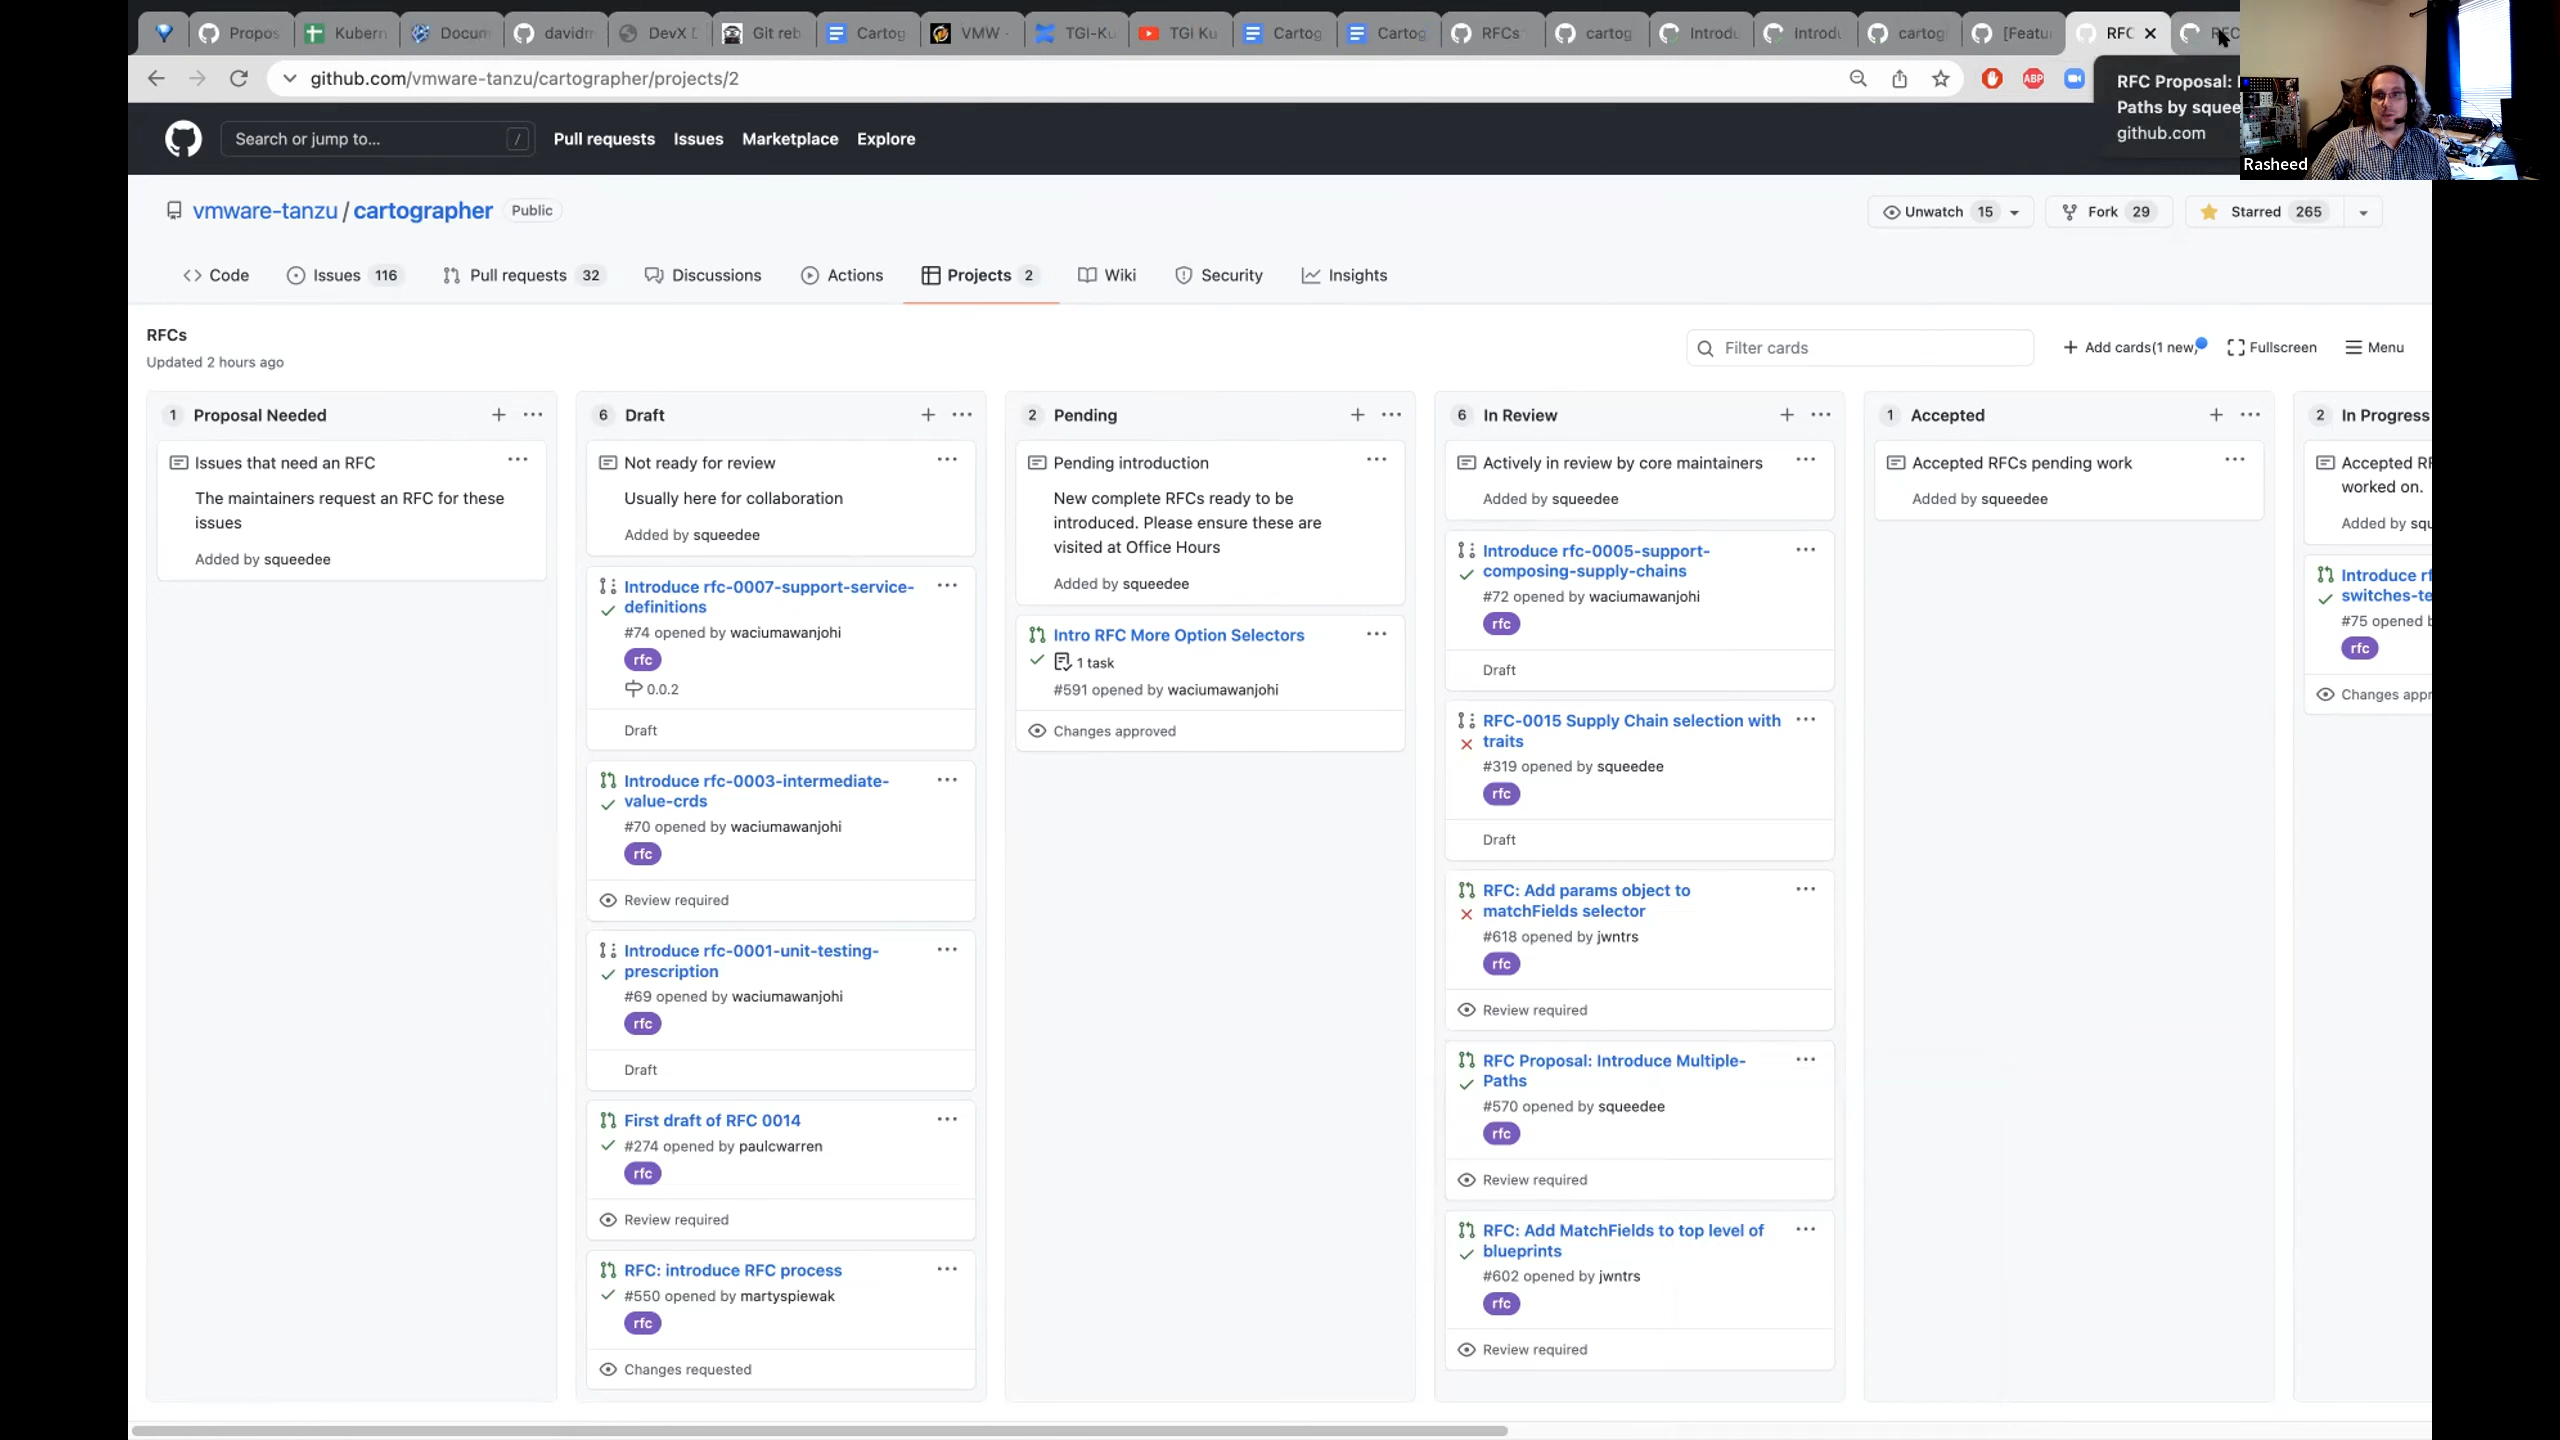 Propos
Kubern
Docum
davidm
DevX D
Git reb
Cartog
VMW -
TGI-Ku
TGI Ku
Cartog
Cartog
RFCs
cartog
Introdu
Introdu
cartog
[Featu
RFC
RFC
github.com/vmware-tanzu/cartographer/projects/2
ABP
RFC Proposal:
Paths by squee
github.com
Rasheed
Search or jump to...
/
Pull requests
Issues
Marketplace
Explore
vmware-tanzu / cartographer
Public
Unwatch 15
Fork 29
Starred 265
Code
Issues 116
Pull requests 32
Discussions
Actions
Projects 2
Wiki
Security
Insights
RFCs
Updated 2 hours ago
Filter cards
Add cards(1 new)
Fullscreen
Menu
1 Proposal Needed
Issues that need an RFC
The maintainers request an RFC for these
issues
Added by squeedee
6 Draft
Not ready for review
Usually here for collaboration
Added by squeedee
Introduce rfc-0007-support-service-
definitions
#74 opened by waciumawanjohi
rfc
0.0.2
Draft
Introduce rfc-0003-intermediate-
value-crds
#70 opened by waciumawanjohi
rfc
Review required
Introduce rfc-0001-unit-testing-
prescription
#69 opened by waciumawanjohi
rfc
Draft
First draft of RFC 0014
#274 opened by paulcwarren
rfc
Review required
RFC: introduce RFC process
#550 opened by martyspiewak
rfc
Changes requested
2 Pending
Pending introduction
New complete RFCs ready to be
introduced. Please ensure these are
visited at Office Hours
Added by squeedee
Intro RFC More Option Selectors
1 task
#591 opened by waciumawanjohi
Changes approved
6 In Review
Actively in review by core maintainers
Added by squeedee
Introduce rfc-0005-support-
composing-supply-chains
#72 opened by waciumawanjohi
rfc
Draft
RFC-0015 Supply Chain selection with
traits
#319 opened by squeedee
rfc
Draft
RFC: Add params object to
matchFields selector
#618 opened by jwntrs
rfc
Review required
RFC Proposal: Introduce Multiple-
Paths
#570 opened by squeedee
rfc
Review required
RFC: Add MatchFields to top level of
blueprints
#602 opened by jwntrs
rfc
Review required
1 Accepted
Accepted RFCs pending work
Added by squeedee
2 In Progress
Accepted RF
worked on.
Added by squ
Introduce rf
switches-te
#75 opened b
rfc
Changes appr